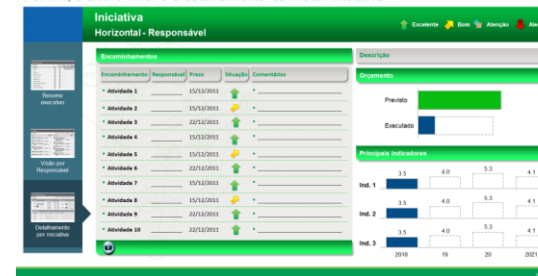 Iniciativa
Horizontal - Responsável
Excelente
Bom
Atenção
Resumo
executivo
Visão por
Responsável
Detalhamento
por iniciativa
Encaminhamentos
Encaminhamento Responsável Prazo Situação Comentários
• Atividade 1 15/12/2011
• Atividade 2 15/12/2011
• Atividade 3 22/12/2011
• Atividade 4 15/12/2011
• Atividade 5 15/12/2011
• Atividade 6 22/12/2011
• Atividade 7 15/12/2011
• Atividade 8 15/12/2011
• Atividade 9 22/12/2011
• Atividade 10 22/12/2011
Descrição
Orçamento
Previsto
Executado
Principais Indicadores
3.5 4.0 5.3 4.1
Ind. 1
3.5 4.0 5.3 4.1
Ind. 2
3.5 4.0 5.3 4.1
Ind. 3
2018 19 20 2021